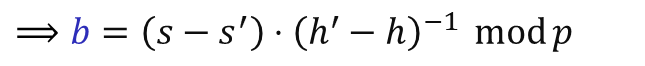 ⟹ b = (s − s′) · (h′ − h)⁻¹ mod p